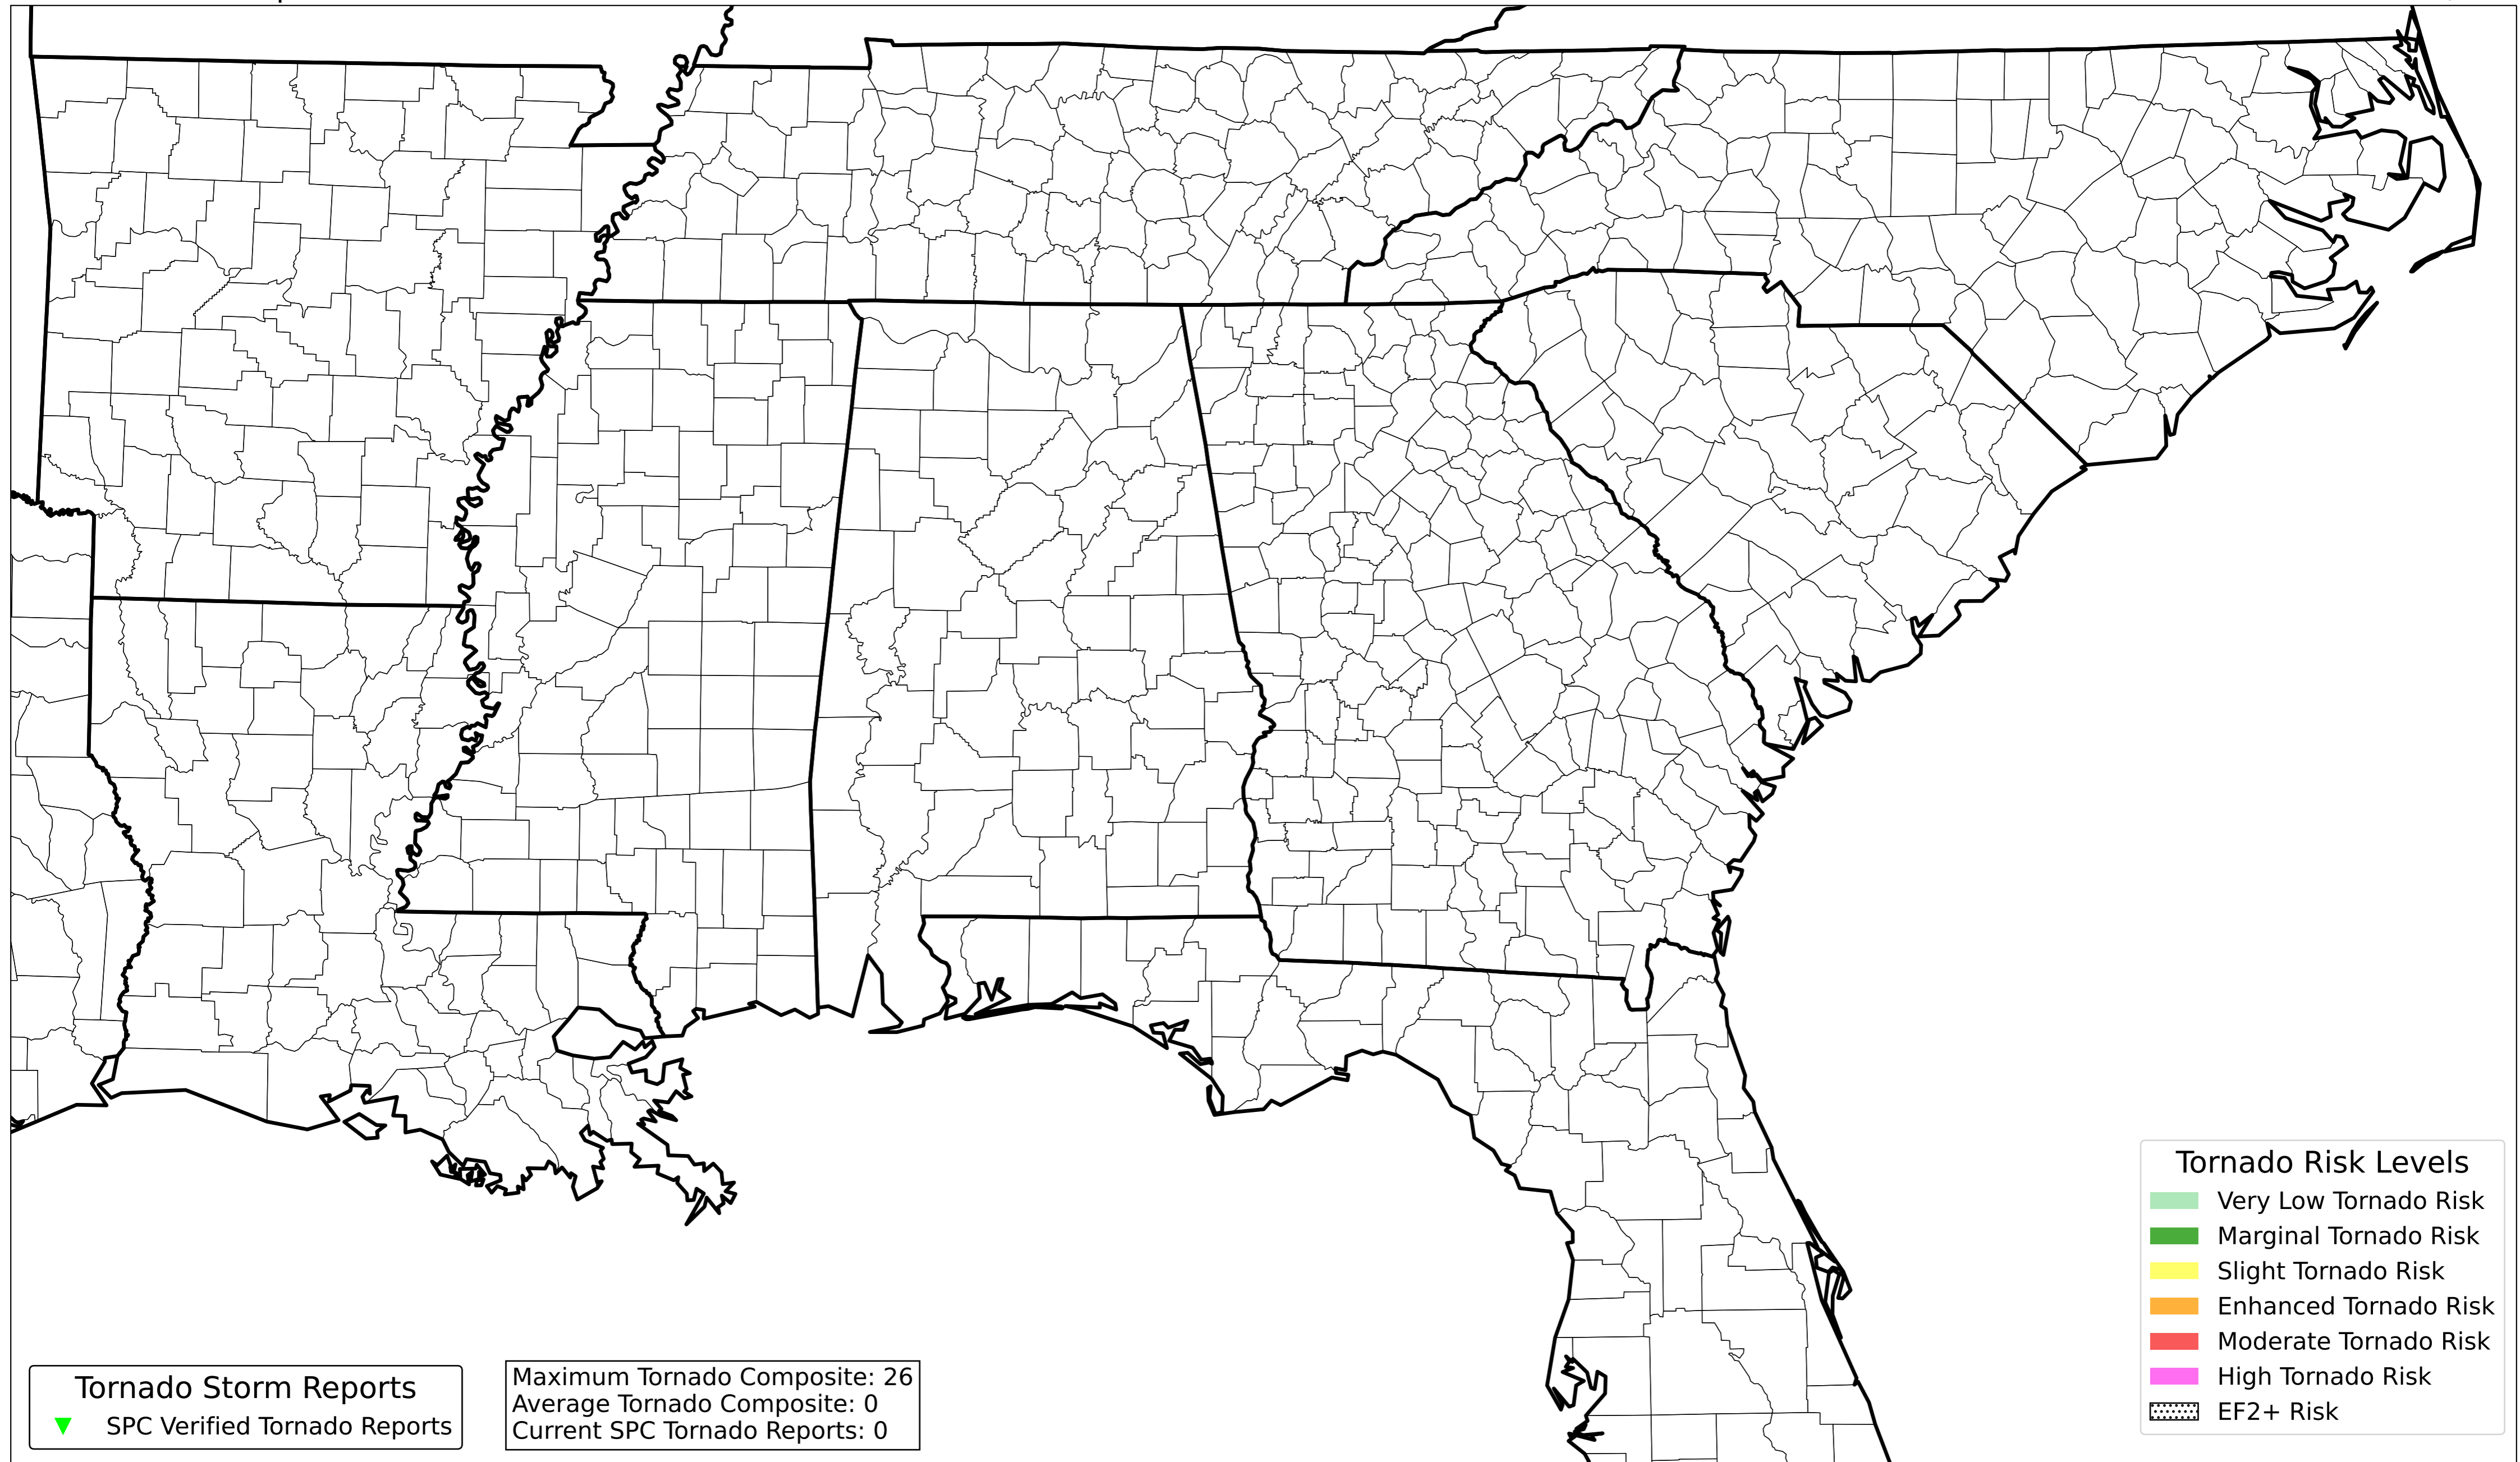 Tornado Risk Levels
Very Low Tornado Risk
Marginal Tornado Risk
Slight Tornado Risk
Enhanced Tornado Risk
Moderate Tornado Risk
High Tornado Risk
EF2+ Risk
Tornado Storm Reports
SPC Verified Tornado Reports
Maximum Tornado Composite: 26
Average Tornado Composite: 0
Current SPC Tornado Reports: 0